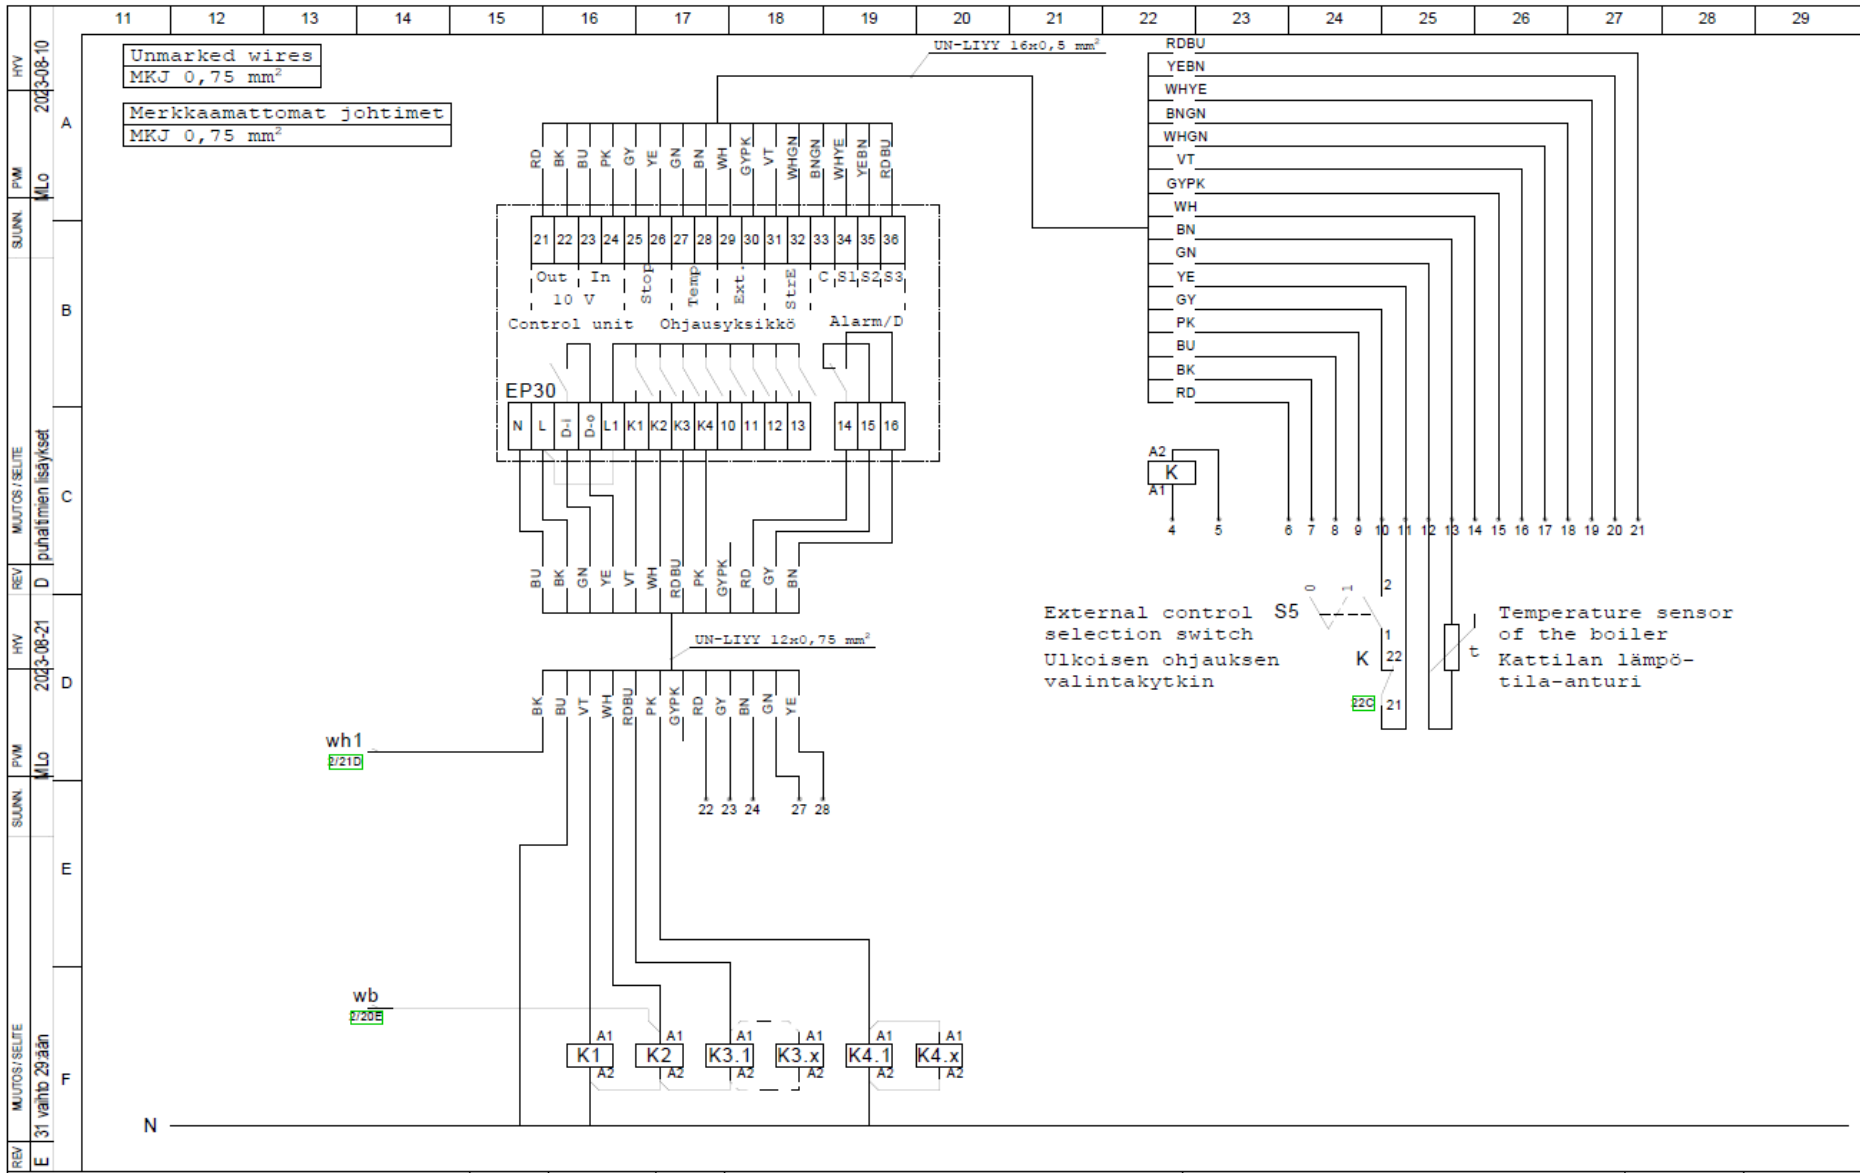 11 12 13 14 15 16 17 18 19 20 21 22 23 24 25 26 27 28 29
HYV
2023-08-10
PVM
MLo
SUUNN.
MUUTOS / SELITE
puhaltimien lisäykset
REV
D
HYV
2023-08-21
PVM
MLo
SUUNN.
MUUTOS / SELITE
31 vaihto 29:ään
REV
E
A
B
C
D
E
F
Unmarked wires
MKJ 0,75 mm²
Merkkaamattomat johtimet
MKJ 0,75 mm²
UN-LIYY 16x0,5 mm²
RD BK BU PK GY YE GN BN WH GYPK VT WHGN BNGN WHYE YEBN RDBU
21 22 23 24 25 26 27 28 29 30 31 32 33 34 35 36
Out In Stop Temp Ext. StrE C S1 S2 S3
10 V
Control unit Ohjausyksikkö Alarm/D
EP30
N L D-i D-o L1 K1 K2 K3 K4 10 11 12 13 14 15 16
BU BK GN YE VT WH RDBU PK GYPK RD GY BN
UN-LIYY 12x0,75 mm²
BK BU VT WH RDBU PK GYPK RD GY BN GN YE
wh1
2/21D
22 23 24 27 28
wb
2/20E
A1 A1 A1 A1 A1 A1
K1 K2 K3.1 K3.x K4.1 K4.x
A2 A2 A2 A2 A2 A2
N
RDBU
YEBN
WHYE
BNGN
WHGN
VT
GYPK
WH
BN
GN
YE
GY
PK
BU
BK
RD
A2
K
A1
4 5 6 7 8 9 10 11 12 13 14 15 16 17 18 19 20 21
0 1 2
External control S5
selection switch
Ulkoisen ohjauksen
valintakytkin
1
K 22
22C 21
t
Temperature sensor
of the boiler
Kattilan lämpö-
tila-anturi